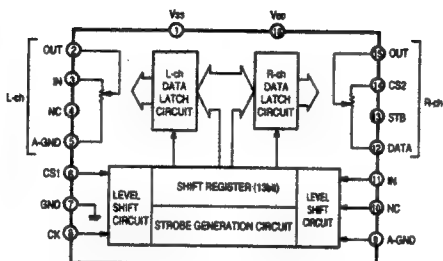 Vss
VDD
1
16
OUT
2
IN
3
L-ch
NC
4
A-GND
5
CS1
6
GND
7
CK
8
L-ch
DATA
LATCH
CIRCUIT
R-ch
DATA
LATCH
CIRCUIT
LEVEL
SHIFT
CIRCUIT
SHIFT REGISTER (13bit)
STROBE GENERATION CIRCUIT
LEVEL
SHIFT
CIRCUIT
15
OUT
14
CS2
R-ch
13
STB
12
DATA
11
IN
10
NC
9
A-GND